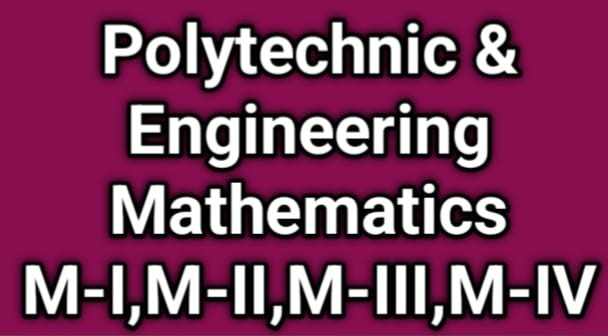 Polytechnic &
Engineering
Mathematics
M-I,M-II,M-III,M-IV